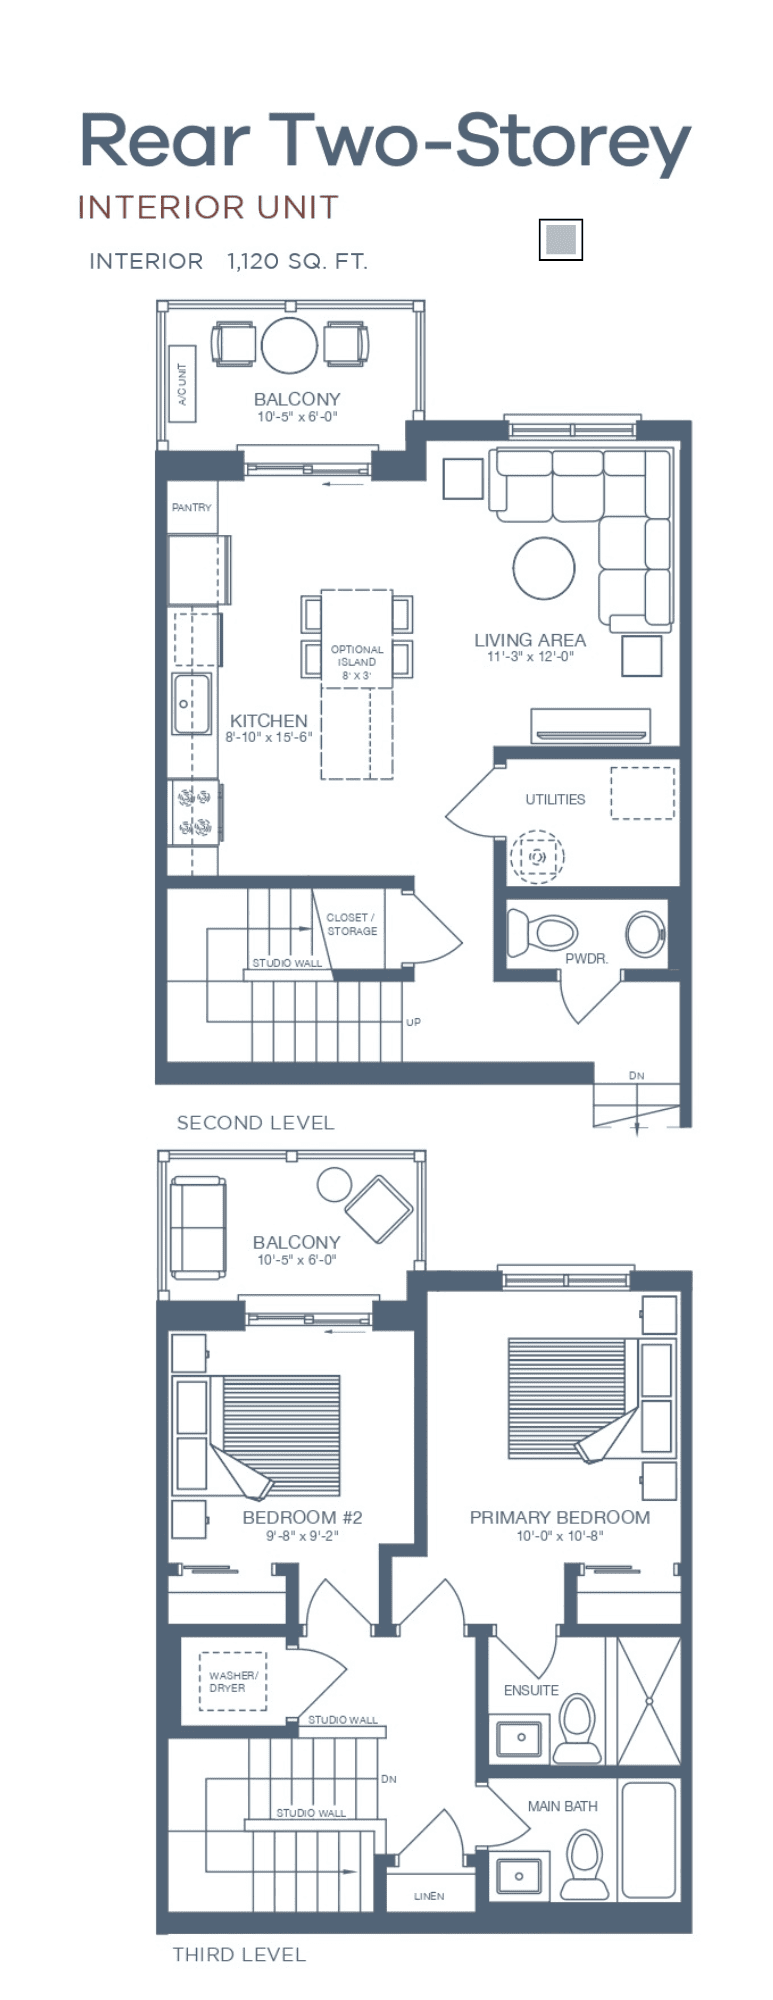 Rear Two-Storey
INTERIOR UNIT
INTERIOR 1,120 SQ. FT.
A/C UNIT
BALCONY
10'-5" x 6'-0"
PANTRY
OPTIONAL
ISLAND
8' X 3'
LIVING AREA
11'-3" x 12'-0"
KITCHEN
8'-10" x 15'-6"
UTILITIES
CLOSET /
STORAGE
STUDIO WALL
PWDR.
UP
DN
SECOND LEVEL
BALCONY
10'-5" x 6'-0"
BEDROOM #2
9'-8" x 9'-2"
PRIMARY BEDROOM
10'-0" x 10'-8"
WASHER/
DRYER
ENSUITE
STUDIO WALL
DN
STUDIO WALL
MAIN BATH
LINEN
THIRD LEVEL